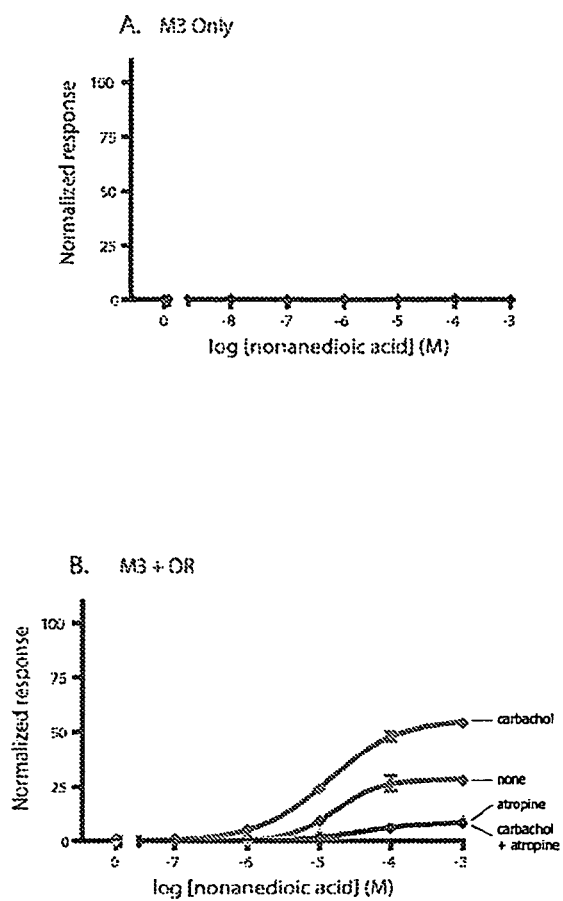 A. M3 Only
Normalized response
100
75
50
25
0
0 -8 -7 -6 -5 -4 -3
log [nonanedioic acid] (M)
B. M3 + OR
Normalized response
100
75
50
25
0
carbachol
none
atropine
carbachol
+ atropine
0 -7 -6 -5 -4 -3
log [nonanedioic acid] (M)